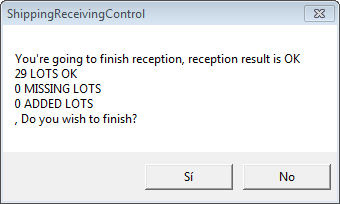 ShippingReceivingControl
You're going to finish reception, reception result is OK
29 LOTS OK
0 MISSING LOTS
0 ADDED LOTS
, Do you wish to finish?
Sí
No